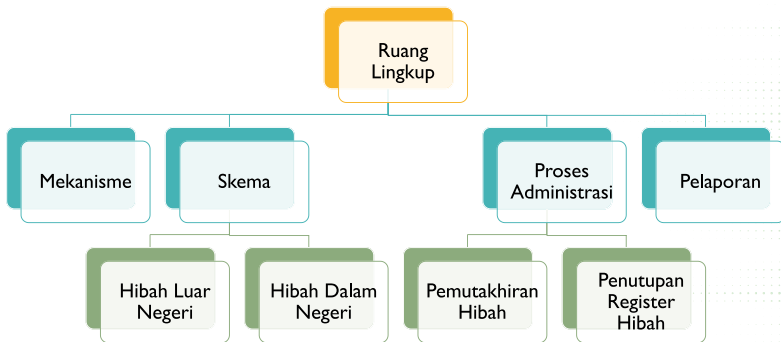 Ruang
Lingkup
Mekanisme
Skema
Proses
Administrasi
Pelaporan
Hibah Luar
Negeri
Hibah Dalam
Negeri
Pemutakhiran
Hibah
Penutupan
Register
Hibah